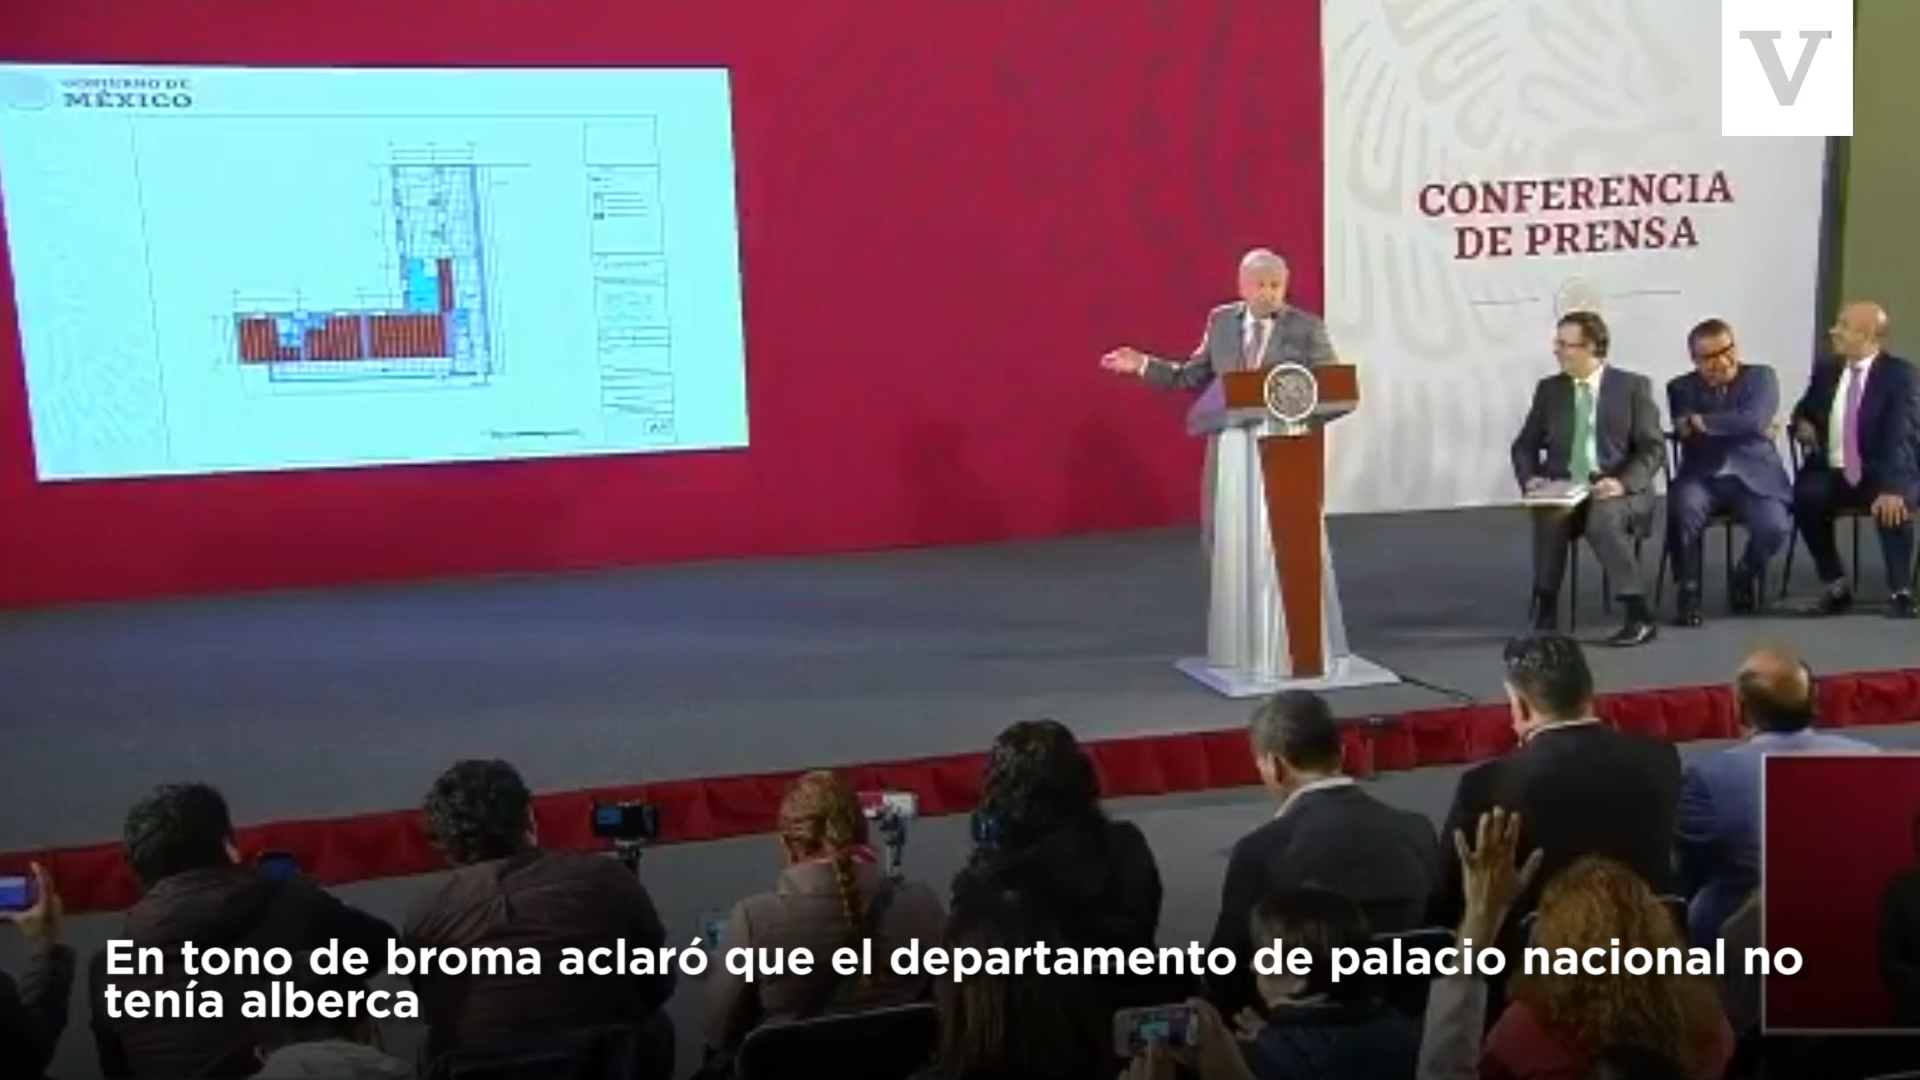 GOBIERNO DE
MÉXICO
V
CONFERENCIA
DE PRENSA
En tono de broma aclaró que el departamento de palacio nacional no
tenía alberca